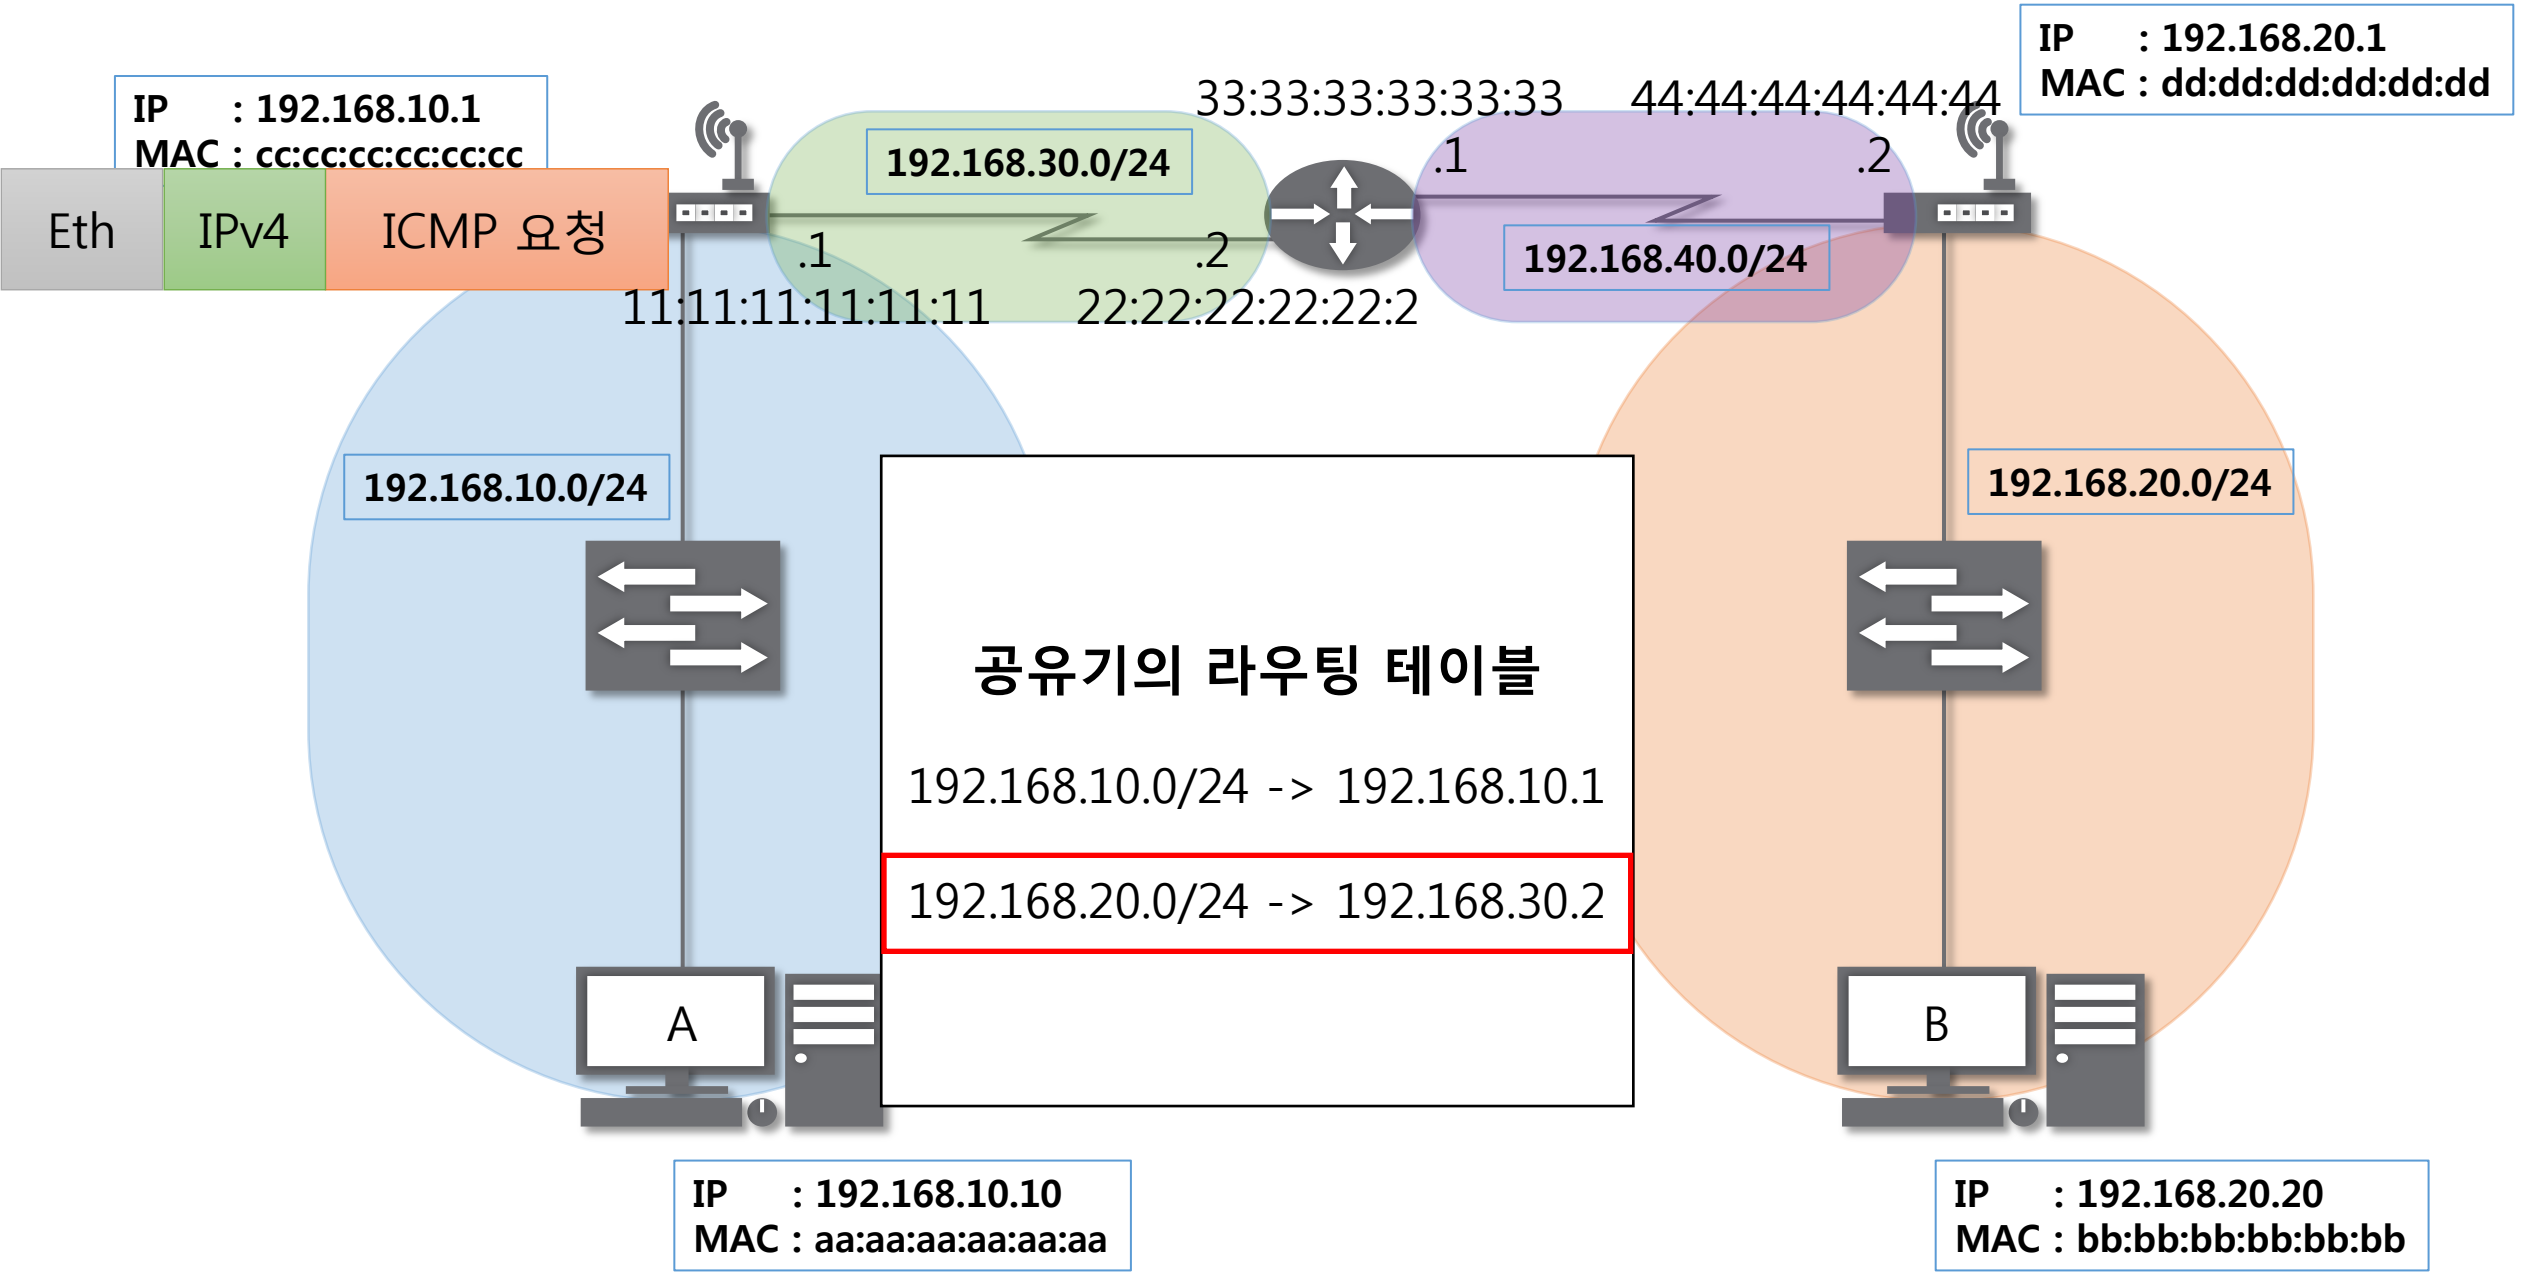 IP : 192.168.20.1
MAC : dd:dd:dd:dd:dd:dd
IP : 192.168.10.1
MAC : cc:cc:cc:cc:cc:cc
33:33:33:33:33:33
44:44:44:44:44:44
192.168.30.0/24
.1
.2
Eth
IPv4
ICMP 요청
.1
.2
192.168.40.0/24
11:11:11:11:11:11
22:22:22:22:22:2
192.168.10.0/24
192.168.20.0/24
공유기의 라우팅 테이블
192.168.10.0/24 -> 192.168.10.1
192.168.20.0/24 -> 192.168.30.2
A
B
IP : 192.168.10.10
MAC : aa:aa:aa:aa:aa:aa
IP : 192.168.20.20
MAC : bb:bb:bb:bb:bb:bb